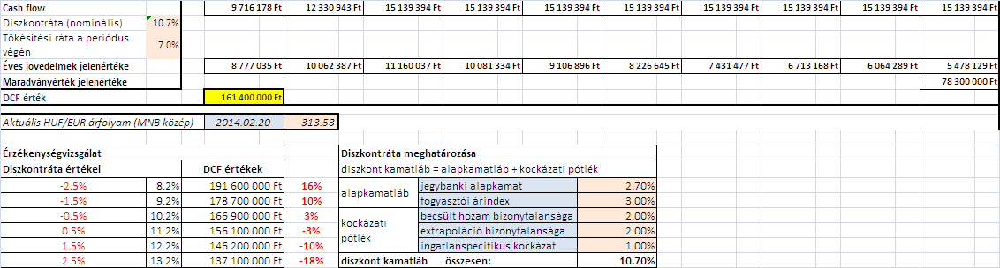 Cash flow 9 716 178 Ft 12 330 943 Ft 15 139 394 Ft 15 139 394 Ft 15 139 394 Ft 15 139 394 Ft 15 139 394 Ft 15 139 394 Ft 15 139 394 Ft 15 139 394 Ft
Diszkontráta (nominális) 10.7%
Tőkésítési ráta a periódus
végén 7.0%
Éves jövedelmek jelenértéke 8 777 035 Ft 10 062 387 Ft 11 160 037 Ft 10 081 334 Ft 9 106 896 Ft 8 226 645 Ft 7 431 477 Ft 6 713 168 Ft 6 064 289 Ft 5 478 129 Ft
Maradványérték jelenértéke 78 300 000 Ft
DCF érték 161 400 000 Ft
Aktuális HUF/EUR árfolyam (MNB közép) 2014.02.20 313.53
Érzékenységvizsgálat
Diszkontráta értékei DCF értékek
-2.5% 8.2% 191 600 000 Ft 16%
-1.5% 9.2% 178 700 000 Ft 10%
-0.5% 10.2% 166 900 000 Ft 3%
0.5% 11.2% 156 100 000 Ft -3%
1.5% 12.2% 146 200 000 Ft -10%
2.5% 13.2% 137 100 000 Ft -18%
Diszkontráta meghatározása
diszkont kamatláb = alapkamatláb + kockázati pótlék
alapkamatláb
jegybanki alapkamat 2.70%
fogyasztói árindex 3.00%
kockázati
pótlék
becsült hozam bizonytalansága 2.00%
extrapoláció bizonytalansága 2.00%
ingatlanspecifikus kockázat 1.00%
diszkont kamatláb összesen: 10.70%